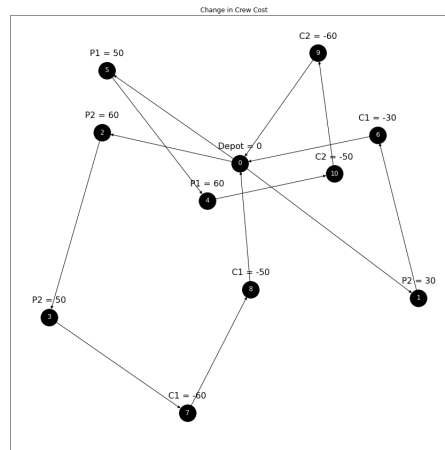 Change in Crew Cost
C2 = -60
9
P1 = 50
5
P2 = 60
2
C1 = -30
6
Depot = 0
0
C2 = -50
10
P1 = 60
4
C1 = -50
8
P2 = 30
1
P2 = 50
3
C1 = -60
7